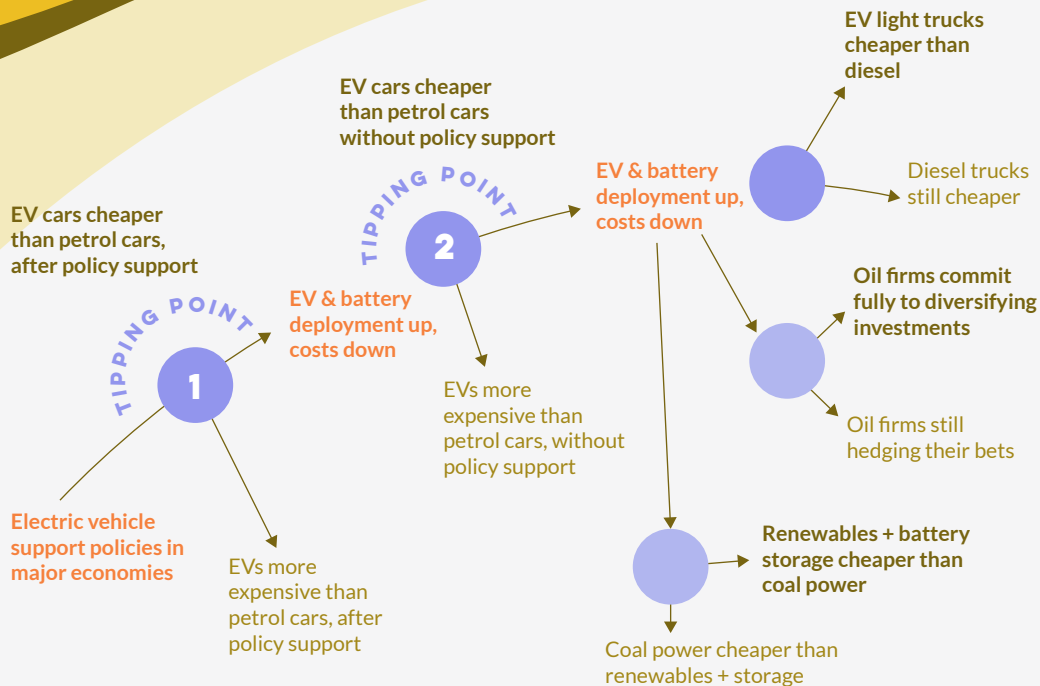 EV light trucks
cheaper than
diesel
EV cars cheaper
than petrol cars
without policy support
EV & battery
deployment up,
costs down
Diesel trucks
still cheaper
TIPPING POINT
2
EV cars cheaper
than petrol cars,
after policy support
Oil firms commit
fully to diversifying
investments
EV & battery
deployment up,
costs down
TIPPING POINT
1
EVs more
expensive than
petrol cars, without
policy support
Oil firms still
hedging their bets
Electric vehicle
support policies in
major economies
Renewables + battery
storage cheaper than
coal power
EVs more
expensive than
petrol cars, after
policy support
Coal power cheaper than
renewables + storage